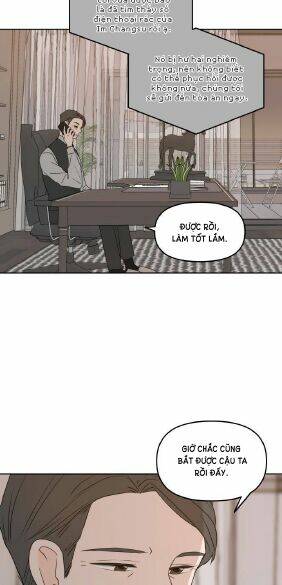 là đã tìm thấy số
điện thoại rác của
Im Changsu rồi ạ.
Nó bị hư hại nghiêm
trọng, nên không biết
có thể phục hồi được
không nữa, chúng tôi
sẽ gửi đến tòa án ngay.
ĐƯỢC RỒI,
LÀM TỐT LẮM.
GIỜ CHẮC CŨNG
BẮT ĐƯỢC CẬU TA
RỒI ĐẤY.